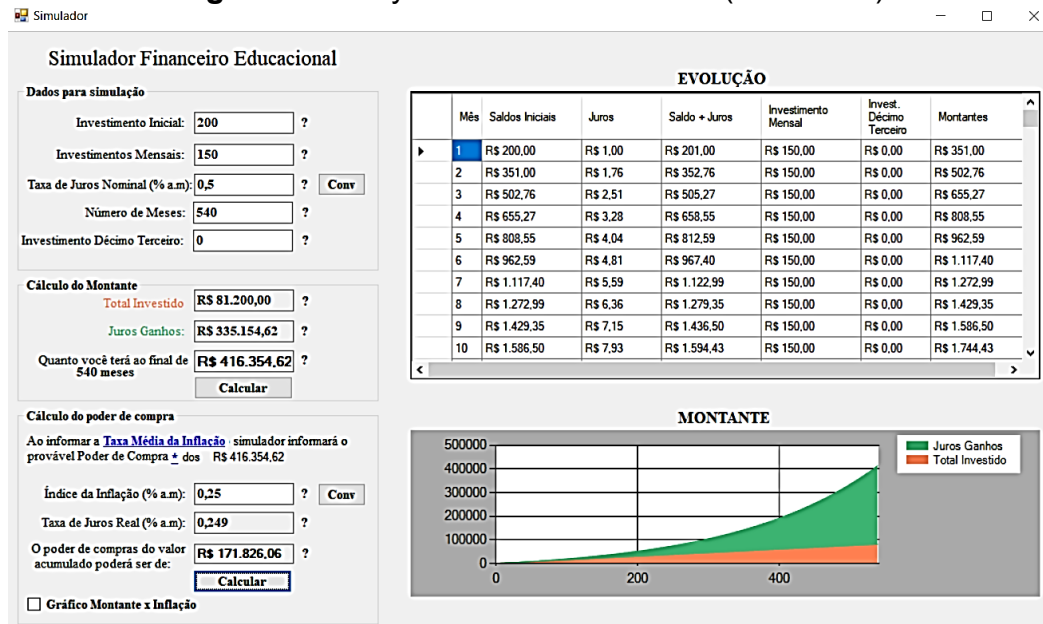 Simulador
Simulador Financeiro Educacional
Dados para simulação
Investimento Inicial: 200 ?
Investimentos Mensais: 150 ?
Taxa de Juros Nominal (% a.m): 0,5 ? Conv
Número de Meses: 540 ?
Investimento Décimo Terceiro: 0 ?
Cálculo do Montante
Total Investido R$ 81.200,00 ?
Juros Ganhos: R$ 335.154,62 ?
Quanto você terá ao final de
540 meses
R$ 416.354,62 ?
Calcular
Cálculo do poder de compra
Ao informar a Taxa Média da Inflação simulador informará o
provável Poder de Compra * dos R$ 416.354,62
Índice da Inflação (% a.m): 0,25 ? Conv
Taxa de Juros Real (% a.m): 0,249 ?
O poder de compras do valor
acumulado poderá ser de:
R$ 171.826,06 ?
Calcular
Gráfico Montante x Inflação
EVOLUÇÃO
Mês Saldos Iniciais Juros Saldo + Juros Investimento Mensal Invest. Décimo Terceiro Montantes
1 R$ 200,00 R$ 1,00 R$ 201,00 R$ 150,00 R$ 0,00 R$ 351,00
2 R$ 351,00 R$ 1,76 R$ 352,76 R$ 150,00 R$ 0,00 R$ 502,76
3 R$ 502,76 R$ 2,51 R$ 505,27 R$ 150,00 R$ 0,00 R$ 655,27
4 R$ 655,27 R$ 3,28 R$ 658,55 R$ 150,00 R$ 0,00 R$ 808,55
5 R$ 808,55 R$ 4,04 R$ 812,59 R$ 150,00 R$ 0,00 R$ 962,59
6 R$ 962,59 R$ 4,81 R$ 967,40 R$ 150,00 R$ 0,00 R$ 1.117,40
7 R$ 1.117,40 R$ 5,59 R$ 1.122,99 R$ 150,00 R$ 0,00 R$ 1.272,99
8 R$ 1.272,99 R$ 6,36 R$ 1.279,35 R$ 150,00 R$ 0,00 R$ 1.429,35
9 R$ 1.429,35 R$ 7,15 R$ 1.436,50 R$ 150,00 R$ 0,00 R$ 1.586,50
10 R$ 1.586,50 R$ 7,93 R$ 1.594,43 R$ 150,00 R$ 0,00 R$ 1.744,43
MONTANTE
500000
400000
300000
200000
100000
0
0 200 400
Juros Ganhos
Total Investido